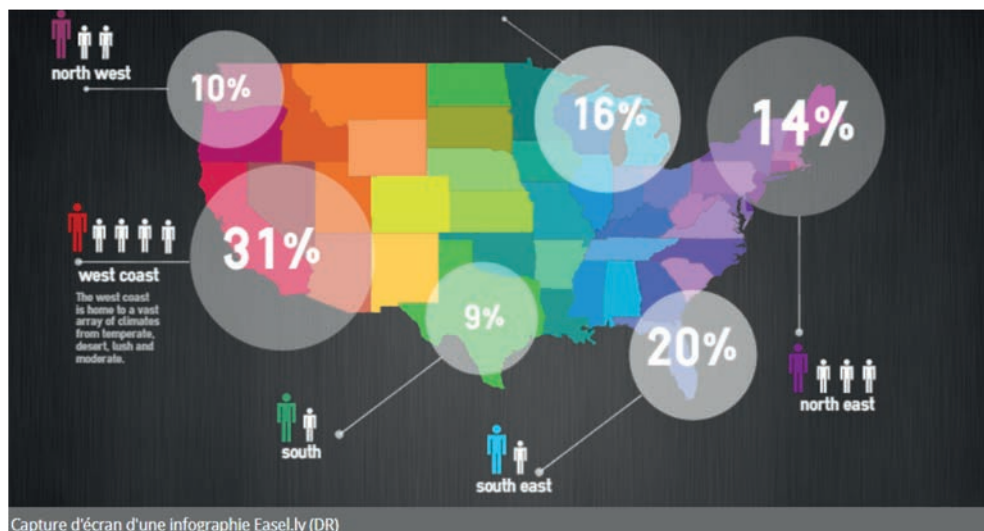 north west
10%
16%
14%
west coast
The west coast
is home to a vast
array of climates
from temperate,
desert, lush and
moderate.
31%
9%
20%
north east
south
south east
Capture d'écran d'une infographie Easel.ly (DR)